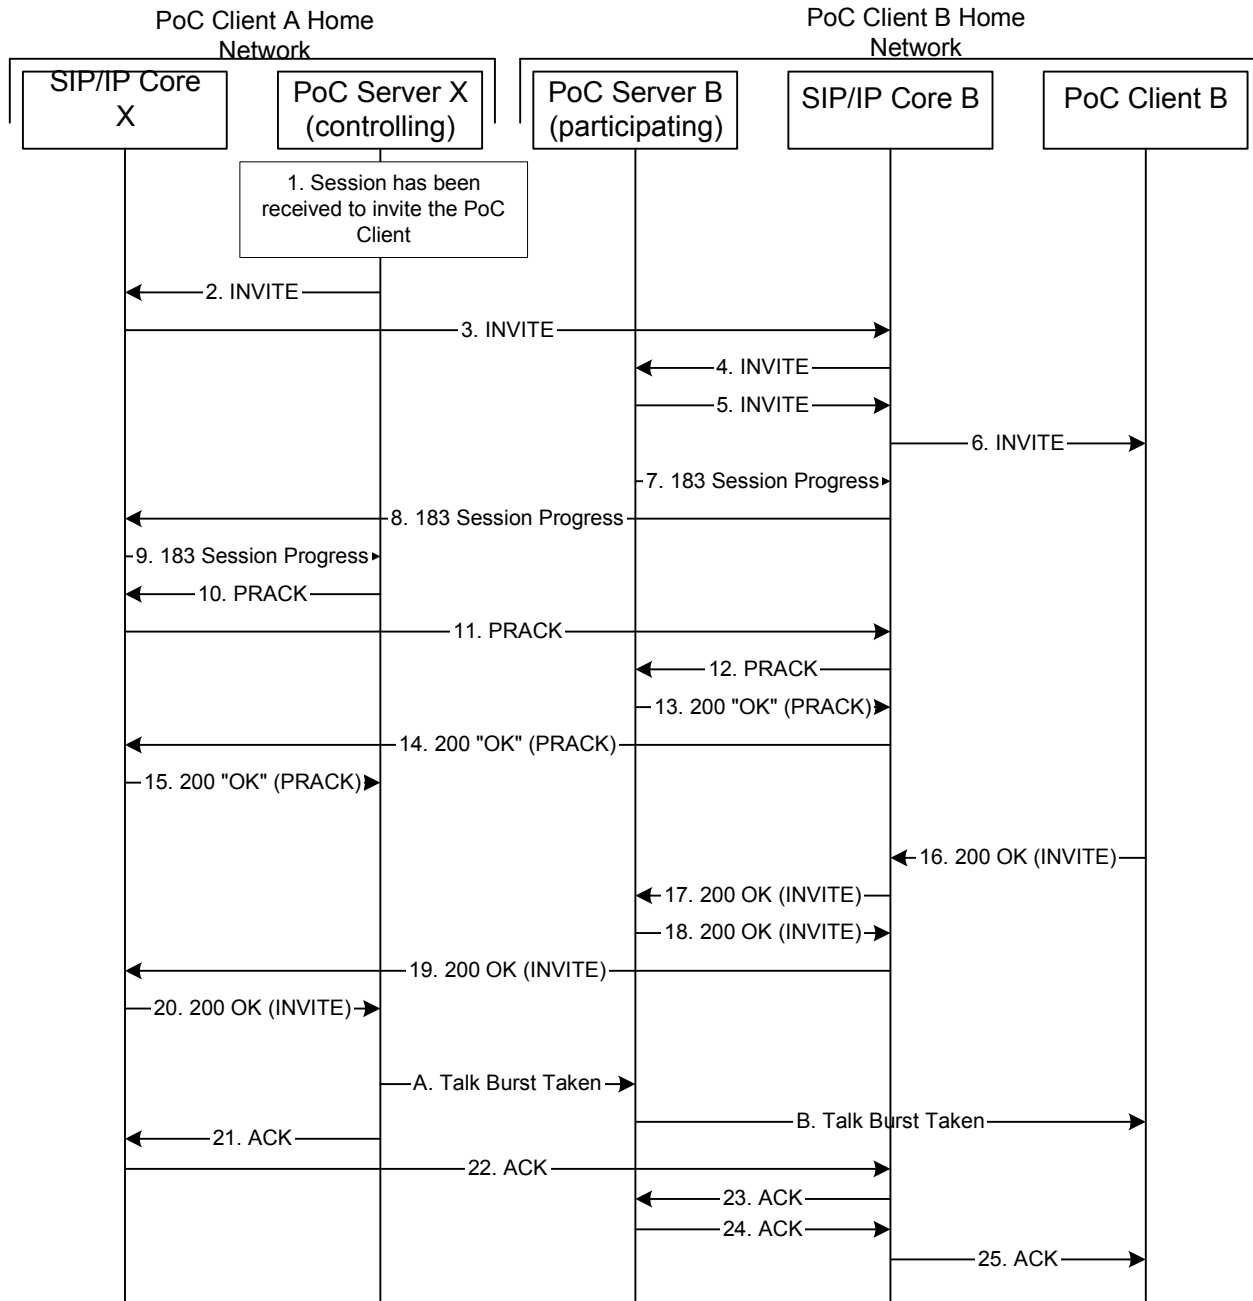 PoC Client A Home
Network
PoC Client B Home
Network
SIP/IP Core
X
PoC Server X
(controlling)
PoC Server B
(participating)
SIP/IP Core B
PoC Client B
1. Session has been
received to invite the PoC
Client
2. INVITE
3. INVITE
4. INVITE
5. INVITE
6. INVITE
7. 183 Session Progress
8. 183 Session Progress
9. 183 Session Progress
10. PRACK
11. PRACK
12. PRACK
13. 200 "OK" (PRACK)
14. 200 "OK" (PRACK)
15. 200 "OK" (PRACK)
16. 200 OK (INVITE)
17. 200 OK (INVITE)
18. 200 OK (INVITE)
19. 200 OK (INVITE)
20. 200 OK (INVITE)
A. Talk Burst Taken
B. Talk Burst Taken
21. ACK
22. ACK
23. ACK
24. ACK
25. ACK